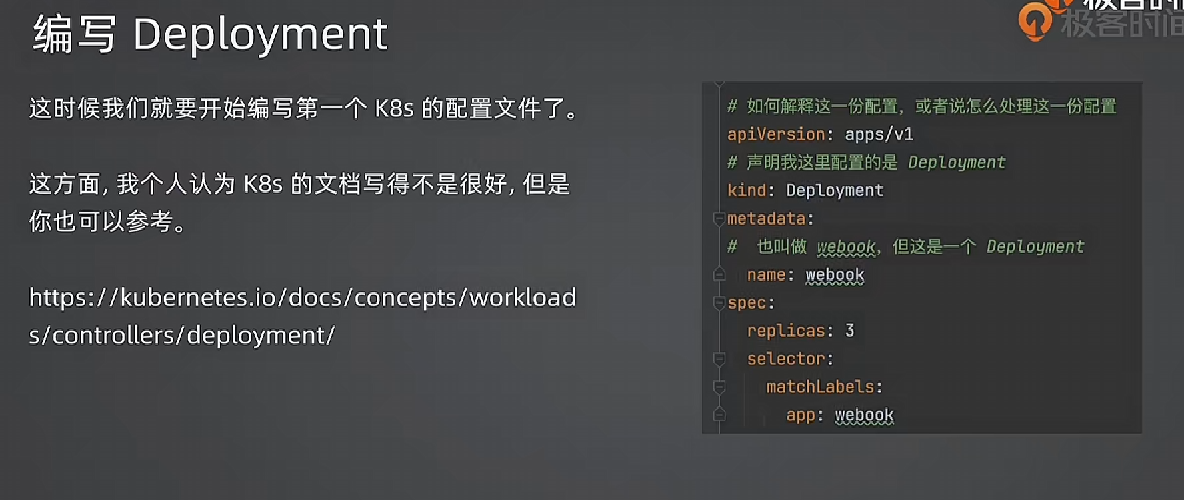 编写 Deployment
极客时间
极客时间
这时候我们就要开始编写第一个 K8s 的配置文件了。
这方面, 我个人认为 K8s 的文档写得不是很好, 但是
你也可以参考。
https://kubernetes.io/docs/concepts/workload
s/controllers/deployment/
# 如何解释这一份配置，或者说怎么处理这一份配置
apiVersion: apps/v1
# 声明我这里配置的是 Deployment
kind: Deployment
metadata:
#  也叫做 webook，但这是一个 Deployment
  name: webook
spec:
  replicas: 3
  selector:
    matchLabels:
      app: webook